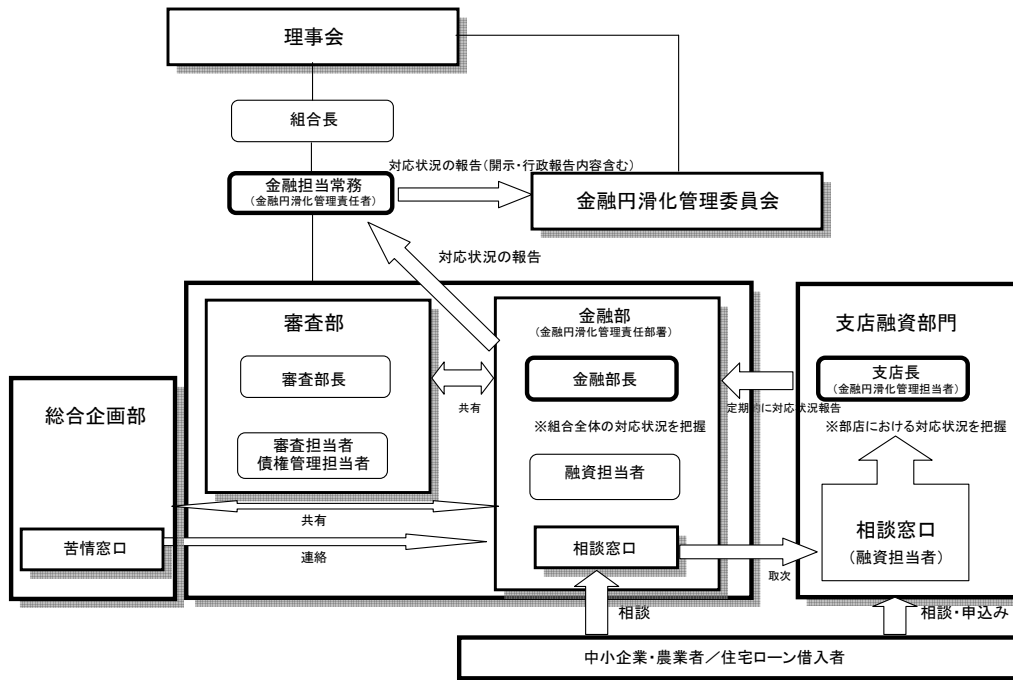 理事会
組合長
対応状況の報告(開示・行政報告内容含む)
金融担当常務
(金融円滑化管理責任者)
金融円滑化管理委員会
対応状況の報告
審査部
審査部長
審査担当者
債権管理担当者
共有
金融部
(金融円滑化管理責任部署)
金融部長
※組合全体の対応状況を把握
融資担当者
相談窓口
支店融資部門
支店長
(金融円滑化管理担当者)
定期的に対応状況報告
※部店における対応状況を把握
相談窓口
(融資担当者)
総合企画部
苦情窓口
共有
連絡
取次
相談
相談・申込み
中小企業・農業者/住宅ローン借入者